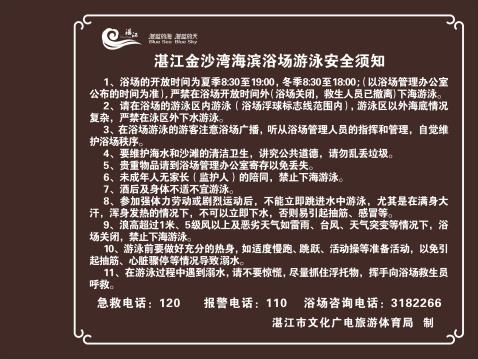 湛江 湛蓝的海 湛蓝的天
Blue Sea Blue Sky
湛江金沙湾海滨浴场游泳安全须知
1、浴场的开放时间为夏季8:30至19:00，冬季8:30至18:00；(以浴场管理办公室
公布的时间为准)，严禁在浴场开放时间外(浴场关闭，救生人员已撤离)下海游泳。
2、请在浴场的游泳区内游泳（浴场浮球标志线范围内），游泳区以外海底情况
复杂，严禁在泳区外下水游泳。
3、在浴场游泳的游客注意浴场广播，听从浴场管理人员的指挥和管理，自觉维
护浴场秩序。
4、要维护海水和沙滩的清洁卫生，讲究公共道德，请勿乱丢垃圾。
5、贵重物品请到浴场管理办公室寄存以免丢失。
6、未成年人无家长（监护人）的陪同，禁止下海游泳。
7、酒后及身体不适不宜游泳。
8、参加强体力劳动或剧烈运动后，不能立即跳进水中游泳，尤其是在满身大
汗，浑身发热的情况下，不可以立即下水，否则易引起抽筋、感冒等。
9、浪高超过1米、5级风以上及恶劣天气如雷雨、台风、天气突变等情况下，浴
场关闭，禁止下海游泳。
10、游泳前要做好充分的热身，如适度慢跑、跳跃、活动操等准备活动，以免引
起抽筋、心脏骤停等情况导致溺水。
11、在游泳过程中遇到溺水，请不要惊慌，尽量抓住浮托物，挥手向浴场救生员
呼救。
急救电话：120 报警电话：110 浴场咨询电话：3182266
湛江市文化广电旅游体育局 制